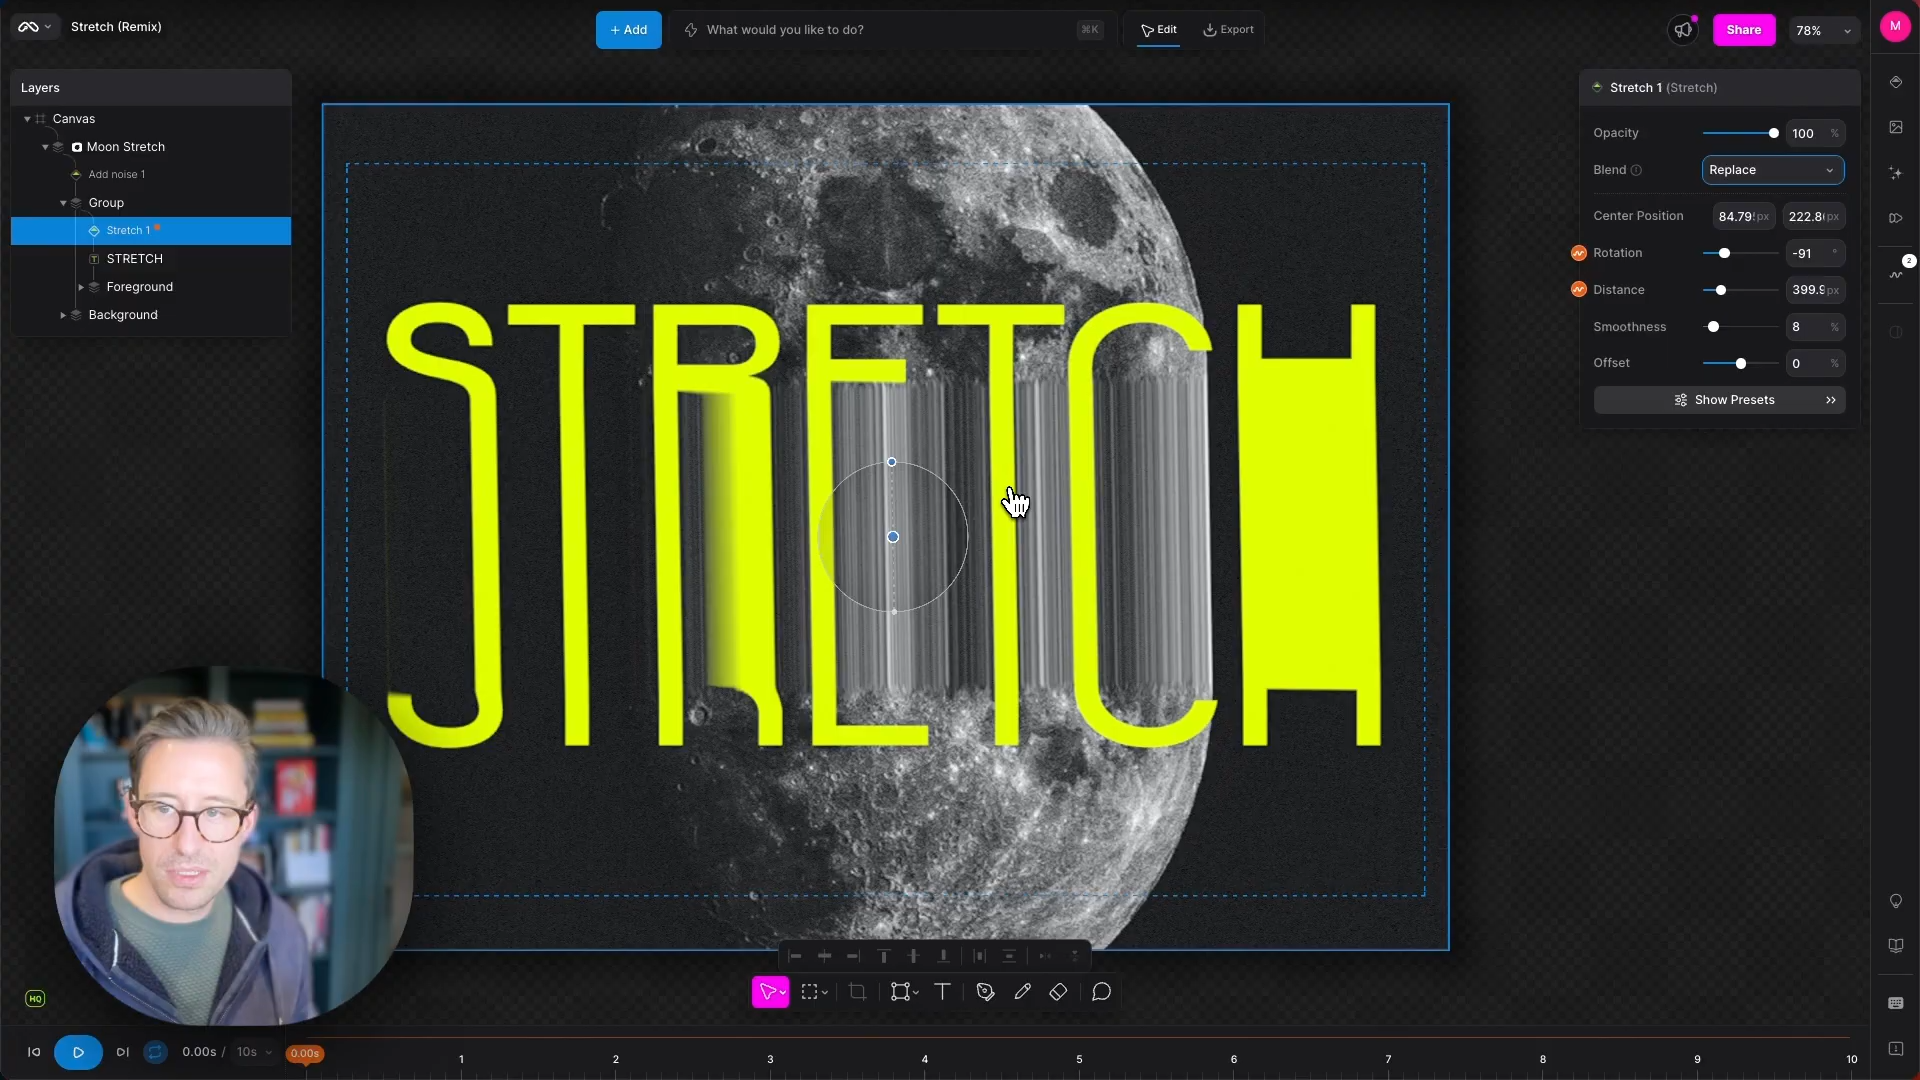 Stretch (Remix)
+ Add
What would you like to do?
⌘K
Edit
Export
Share
78%
M
Layers
Canvas
Moon Stretch
Add noise 1
Group
Stretch 1
STRETCH
Foreground
Background
Stretch 1 (Stretch)
Opacity
100 %
Blend
Replace
Center Position
84.79 px
222.8 px
Rotation
-91 °
Distance
399.9 px
Smoothness
8 %
Offset
0 %
Show Presets
2
STRETCH
HQ
0.00s / 10s
0.00s
1 2 3 4 5 6 7 8 9 10